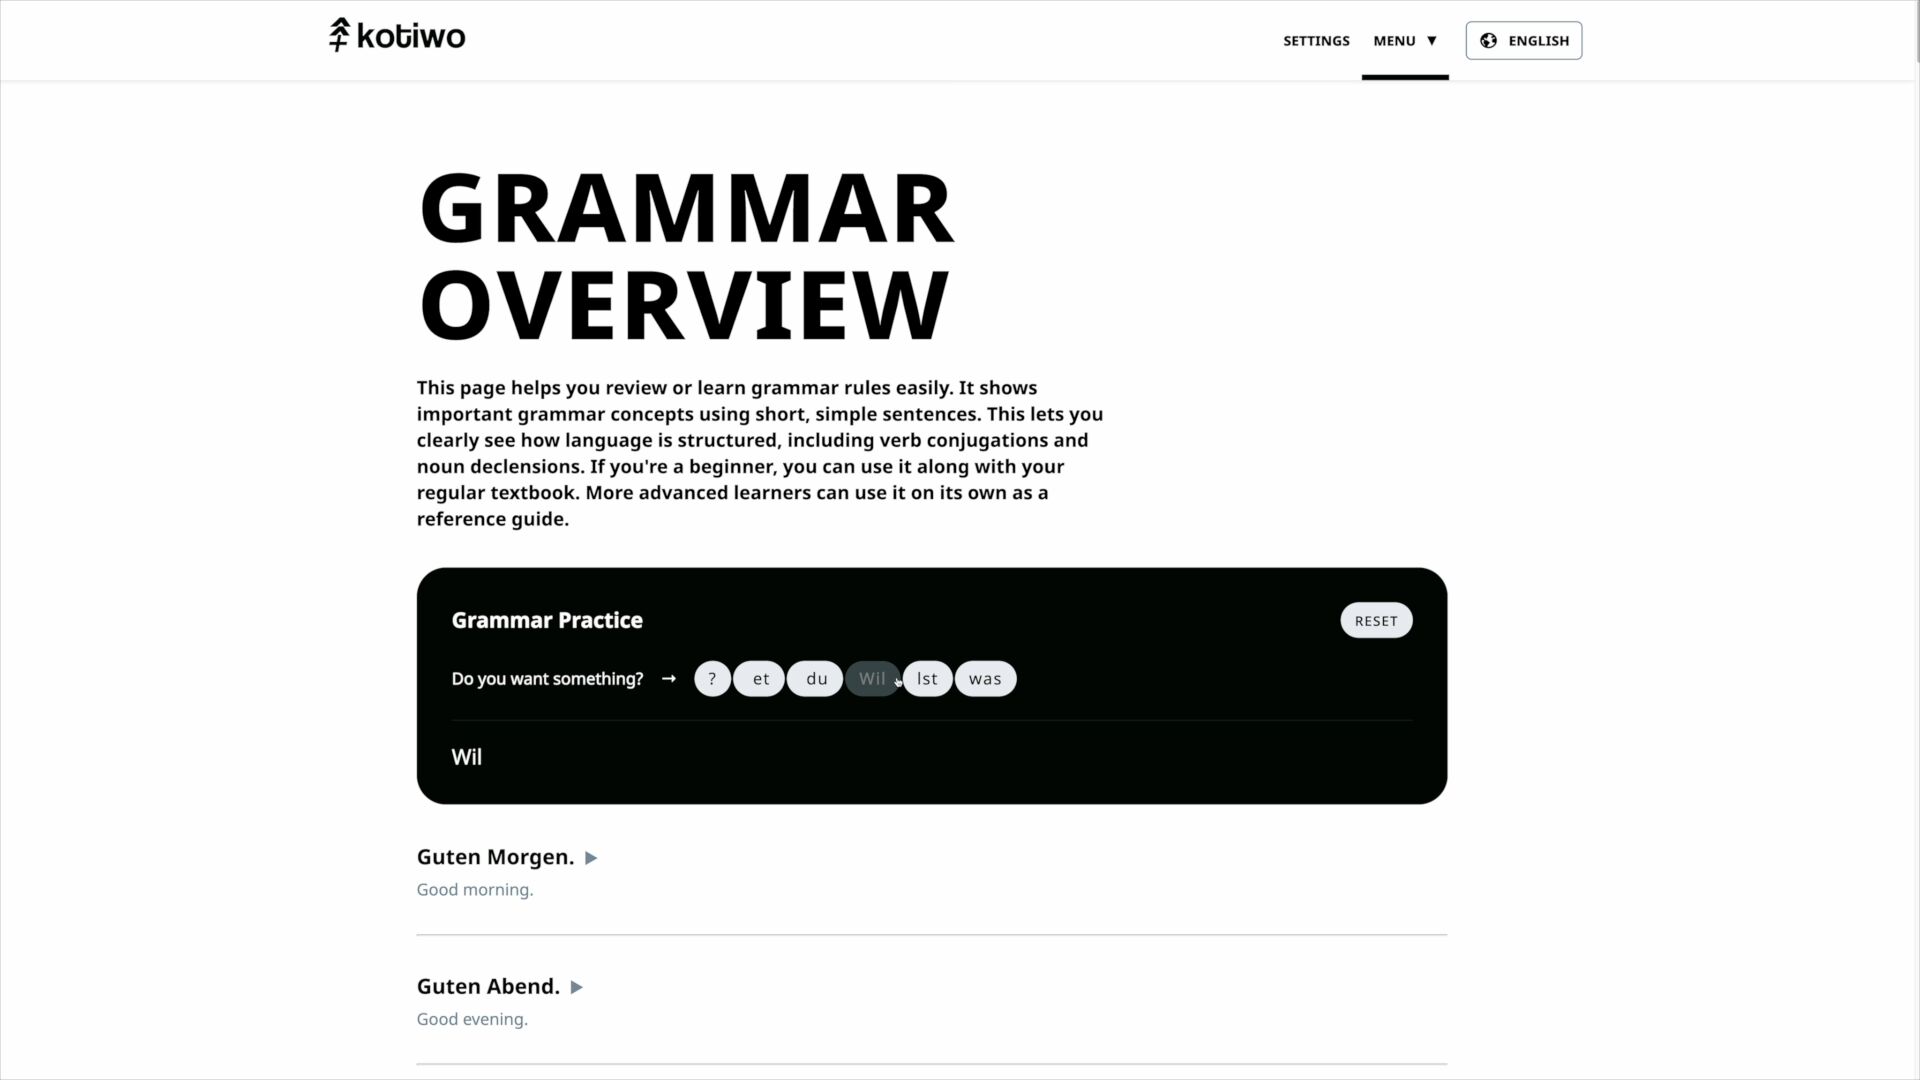 kotiwo
SETTINGS MENU ▼ ENGLISH
GRAMMAR
OVERVIEW
This page helps you review or learn grammar rules easily. It shows
important grammar concepts using short, simple sentences. This lets you
clearly see how language is structured, including verb conjugations and
noun declensions. If you're a beginner, you can use it along with your
regular textbook. More advanced learners can use it on its own as a
reference guide.
Grammar Practice
RESET
Do you want something? → ? et du Wil lst was
Wil
Guten Morgen. ▶
Good morning.
Guten Abend. ▶
Good evening.